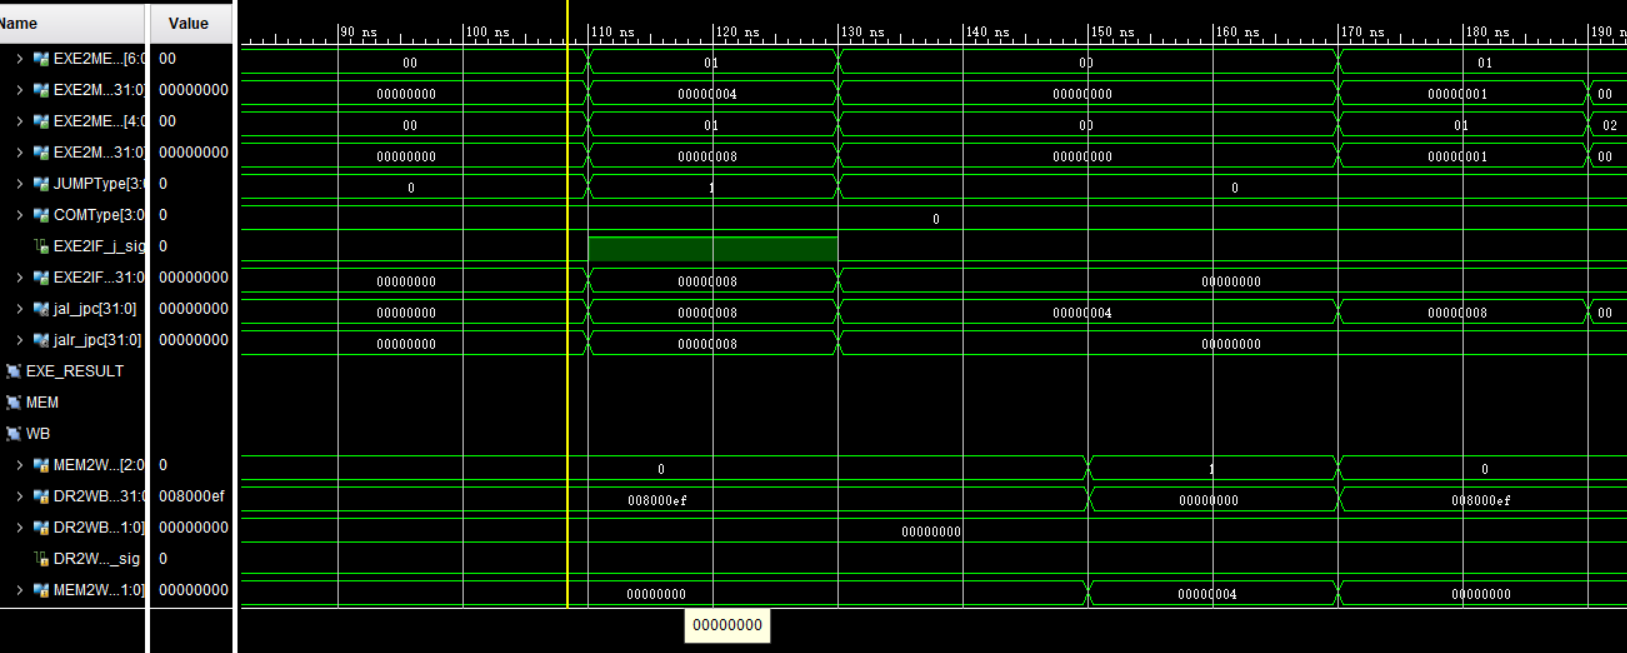 Name Value
90 ns 100 ns 110 ns 120 ns 130 ns 140 ns 150 ns 160 ns 170 ns 180 ns 190 n
EXE2ME...[6:0 00 00 01 00 01
EXE2M...31:0] 00000000 00000000 00000004 00000000 00000001 00
EXE2ME...[4:0 00 00 01 00 01 02
EXE2M...31:0] 00000000 00000000 00000008 00000000 00000001 00
JUMPType[3:0 0 0 1 0
COMType[3:0 0 0
EXE2IF_j_sig 0
EXE2IF...31:0 00000000 00000000 00000008 00000000
jal_jpc[31:0] 00000000 00000000 00000008 00000004 00000008 00
jalr_jpc[31:0] 00000000 00000000 00000008 00000000
EXE_RESULT
MEM
WB
MEM2W...[2:0 0 0 1 0
DR2WB...31:0 008000ef 008000ef 00000000 008000ef
DR2WB...1:0] 00000000 00000000
DR2W..._sig 0
MEM2W...1:0] 00000000 00000000 00000004 00000000
00000000